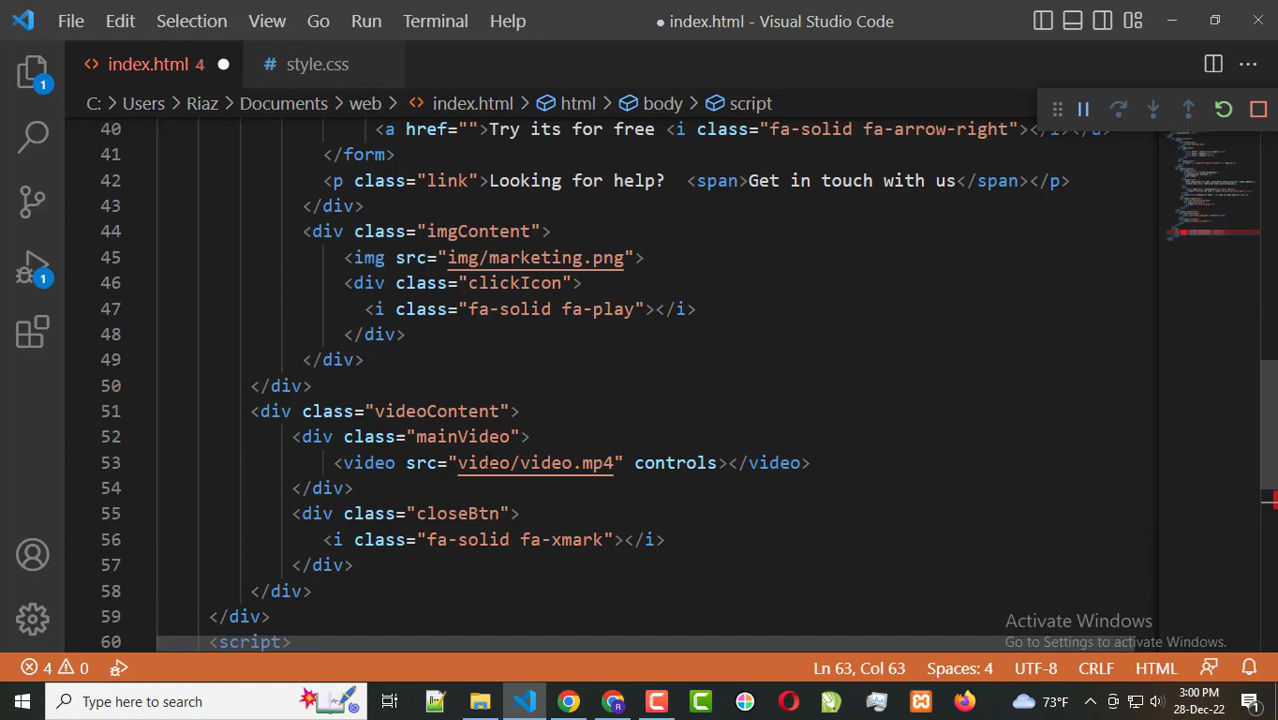 File Edit Selection View Go Run Terminal Help
● index.html - Visual Studio Code
<> index.html 4 ●
# style.css
C: > Users > Riaz > Documents > web > <> index.html > html > body > script
40 <a href="">Try its for free <i class="fa-solid fa-arrow-right"></i></a>
41 </form>
42 <p class="link">Looking for help?  <span>Get in touch with us</span></p>
43 </div>
44 <div class="imgContent">
45 <img src="img/marketing.png">
46 <div class="clickIcon">
47 <i class="fa-solid fa-play"></i>
48 </div>
49 </div>
50 </div>
51 <div class="videoContent">
52 <div class="mainVideo">
53 <video src="video/video.mp4" controls></video>
54 </div>
55 <div class="closeBtn">
56 <i class="fa-solid fa-xmark"></i>
57 </div>
58 </div>
59 </div>
60 <script>
1
1
Activate Windows
Go to Settings to activate Windows.
4 0
Ln 63, Col 63 Spaces: 4 UTF-8 CRLF HTML
Type here to search
73°F
3:00 PM
28-Dec-22
1